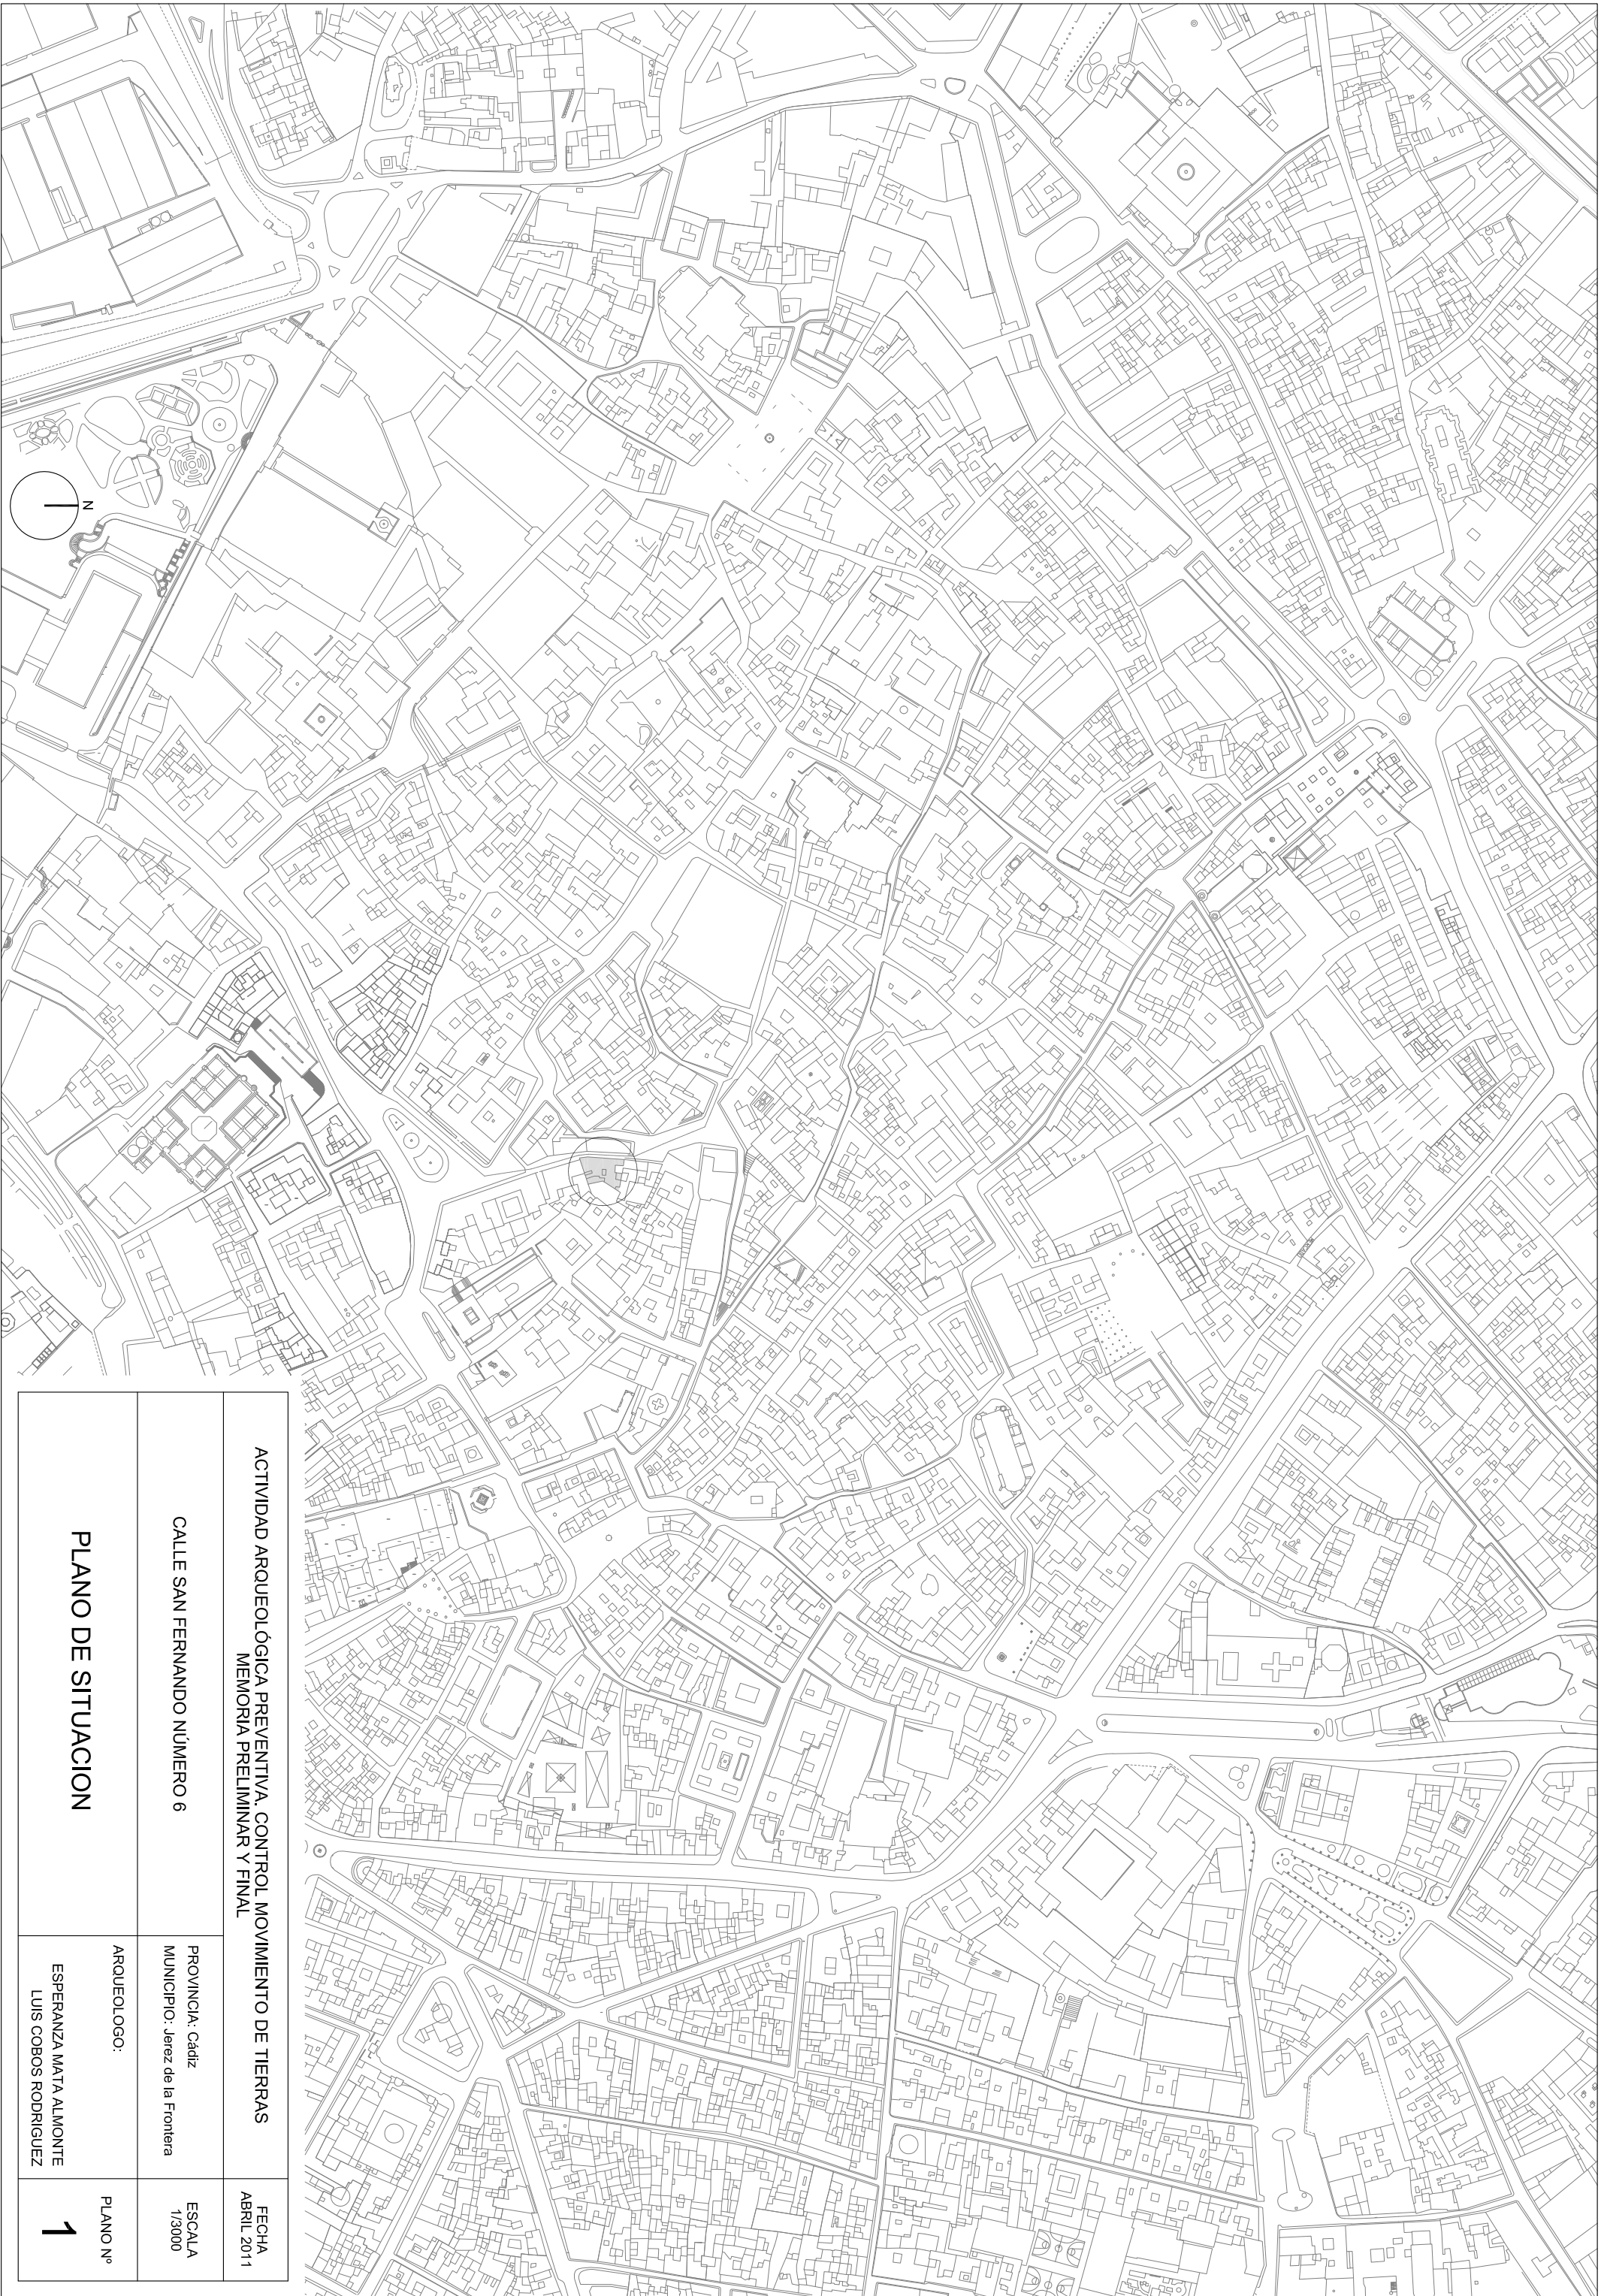 N
ACTIVIDAD ARQUEOLÓGICA PREVENTIVA. CONTROL MOVIMIENTO DE TIERRAS
MEMORIA PRELIMINAR Y FINAL
FECHA
ABRIL 2011
CALLE SAN FERNANDO NÚMERO 6
PROVINCIA: Cádiz
MUNICIPIO: Jerez de la Frontera
ESCALA
1/3000
PLANO DE SITUACION
ARQUEOLOGO:
ESPERANZA MATA ALMONTE
LUIS COBOS RODRIGUEZ
PLANO Nº
1